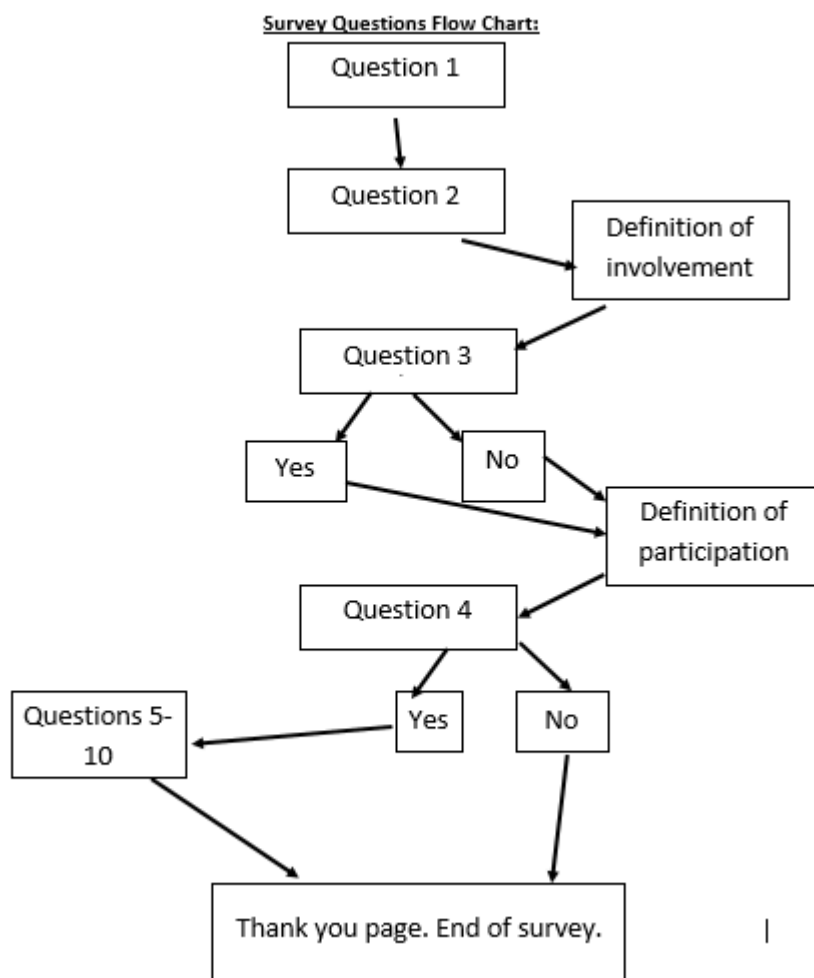 Survey Questions Flow Chart:
Question 1
Question 2
Definition of
involvement
Question 3
Yes
No
Definition of
participation
Question 4
Questions 5-
10
Yes
No
Thank you page. End of survey.